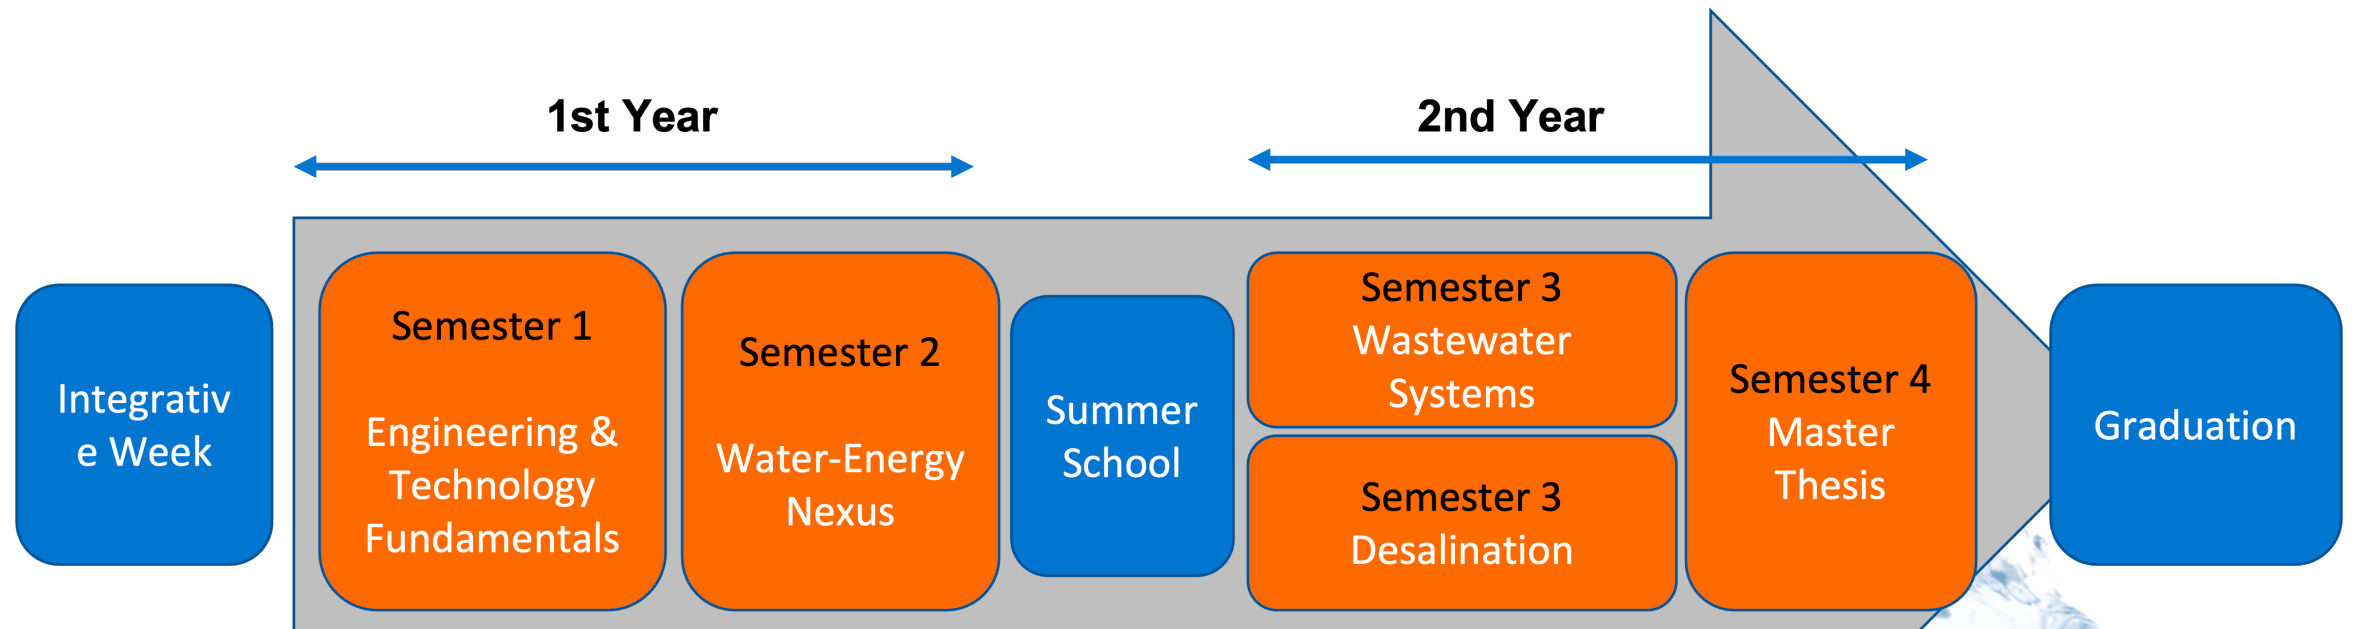 1st Year
2nd Year
Integrativ
e Week
Semester 1
Engineering &
Technology
Fundamentals
Semester 2
Water-Energy
Nexus
Summer
School
Semester 3
Wastewater
Systems
Semester 3
Desalination
Semester 4
Master
Thesis
Graduation